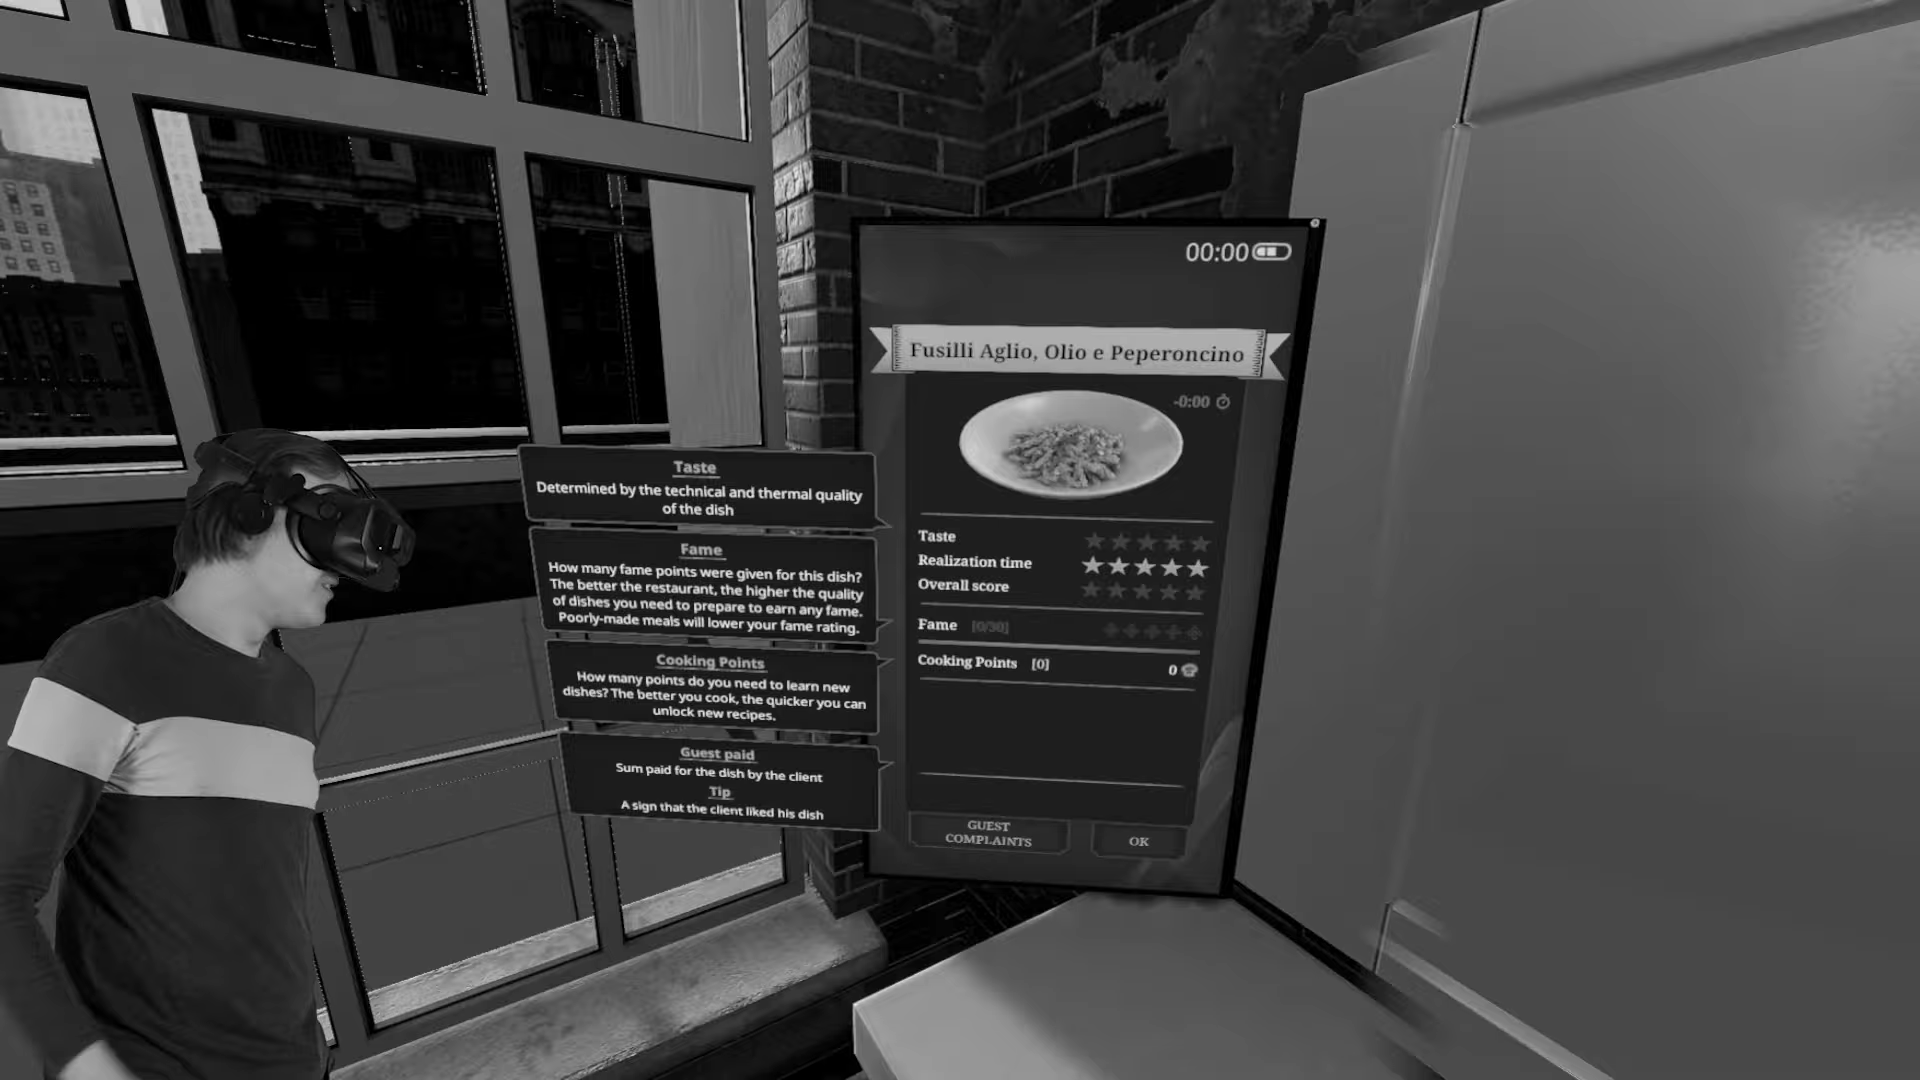 00:00
Fusilli Aglio, Olio e Peperoncino
-0:00
Taste
Determined by the technical and thermal quality
of the dish
Fame
How many fame points were given for this dish?
The better the restaurant, the higher the quality
of dishes you need to prepare to earn any fame.
Poorly-made meals will lower your fame rating.
Cooking Points
How many points do you need to learn new
dishes? The better you cook, the quicker you can
unlock new recipes.
Guest paid
Sum paid for the dish by the client
Tip
A sign that the client liked his dish
Taste
Realization time
Overall score
Fame [0/30]
Cooking Points [0] 0
GUEST
COMPLAINTS
OK